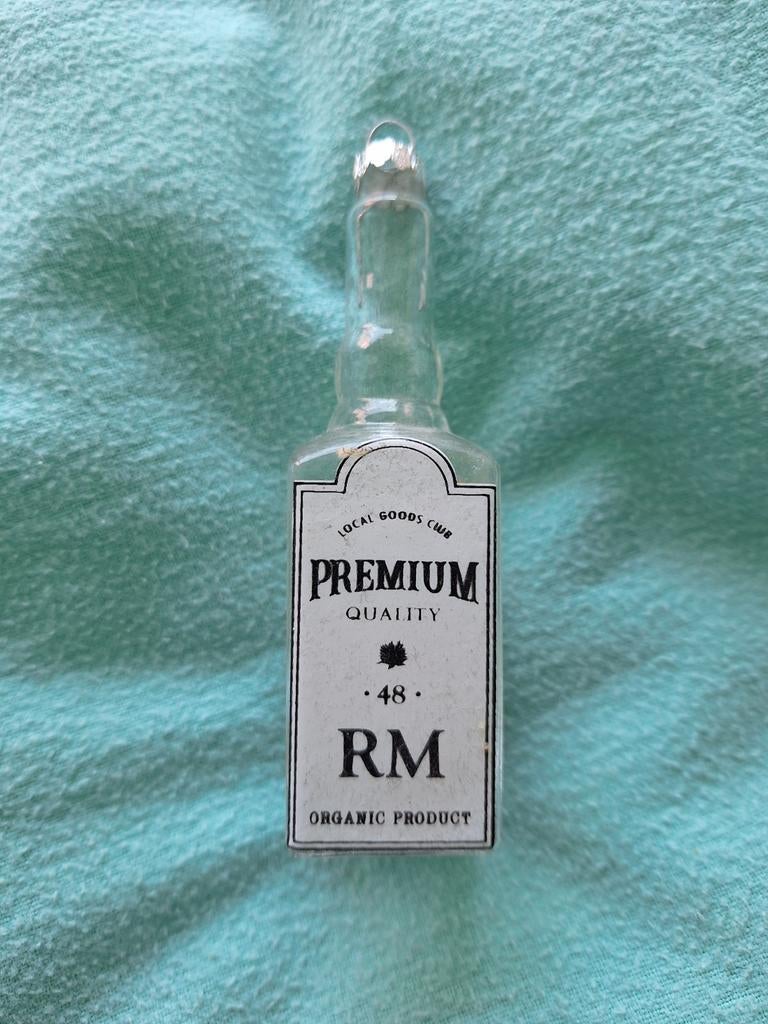 LOCAL GOODS CLUB
PREMIUM
QUALITY
· 48 ·
RM
ORGANIC PRODUCT